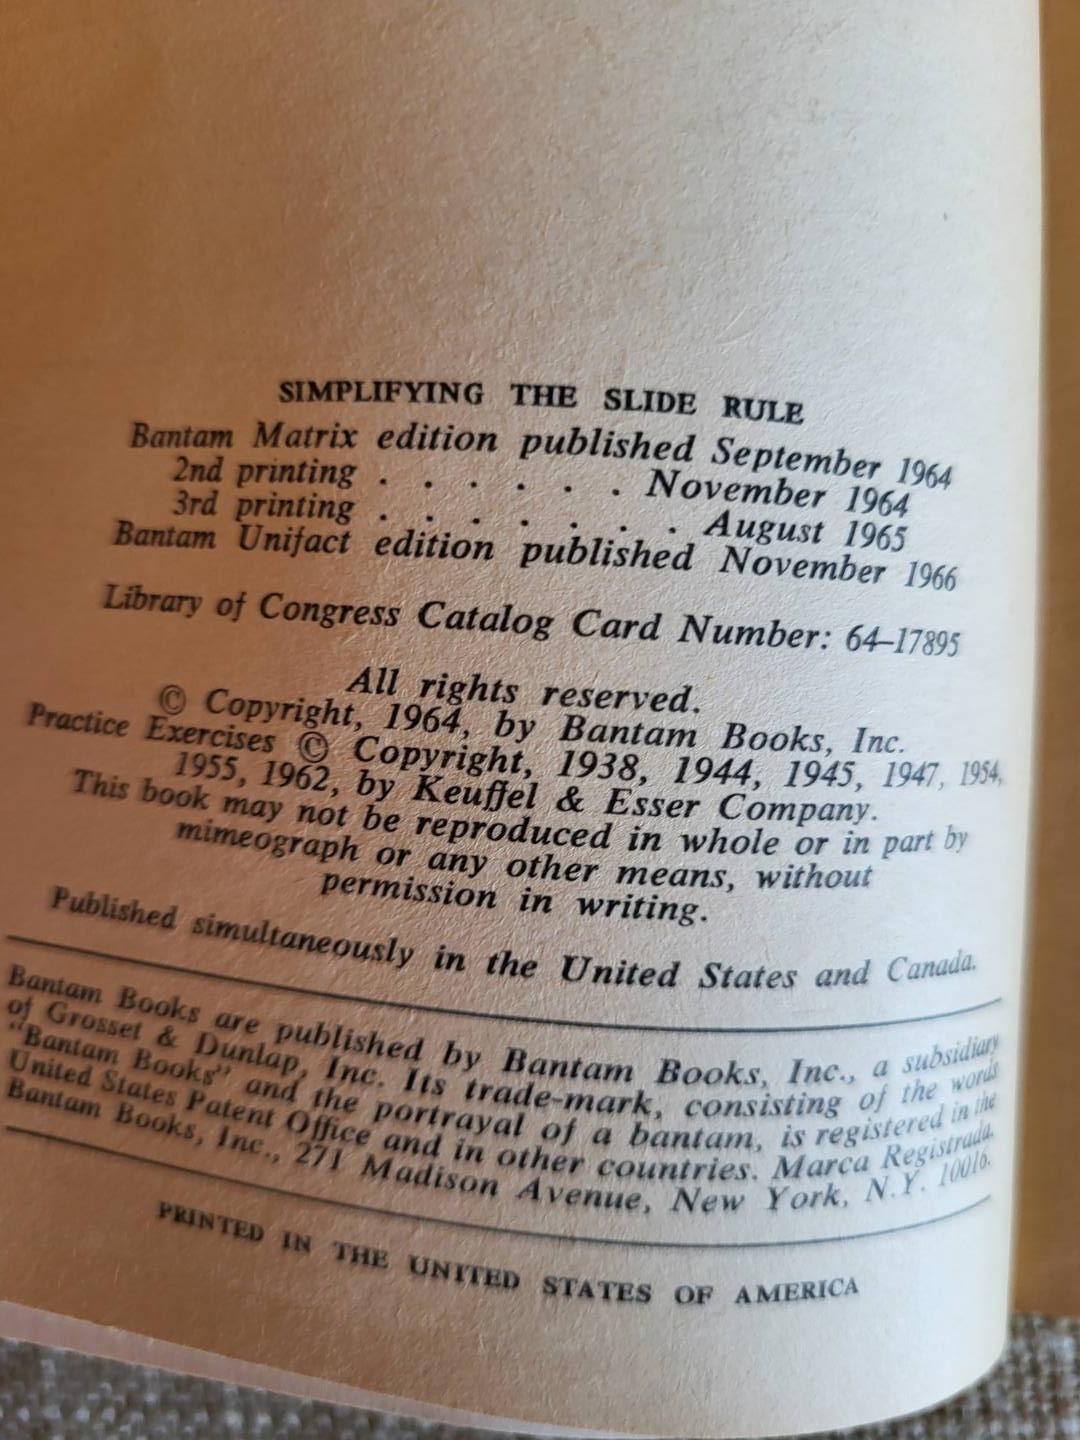 SIMPLIFYING THE SLIDE RULE
Bantam Matrix edition published September 1964
2nd printing . . . . . . November 1964
3rd printing . . . . . . . August 1965
Bantam Unifact edition published November 1966
Library of Congress Catalog Card Number: 64–17895
All rights reserved.
© Copyright, 1964, by Bantam Books, Inc.
Practice Exercises © Copyright, 1938, 1944, 1945, 1947, 1954,
1955, 1962, by Keuffel & Esser Company.
This book may not be reproduced in whole or in part by
mimeograph or any other means, without
permission in writing.
Published simultaneously in the United States and Canada.
Bantam Books are published by Bantam Books, Inc., a subsidiary
of Grosset & Dunlap, Inc. Its trade-mark, consisting of the words
"Bantam Books" and the portrayal of a bantam, is registered in the
United States Patent Office and in other countries. Marca Registrada.
Bantam Books, Inc., 271 Madison Avenue, New York, N.Y. 10016.
PRINTED IN THE UNITED STATES OF AMERICA